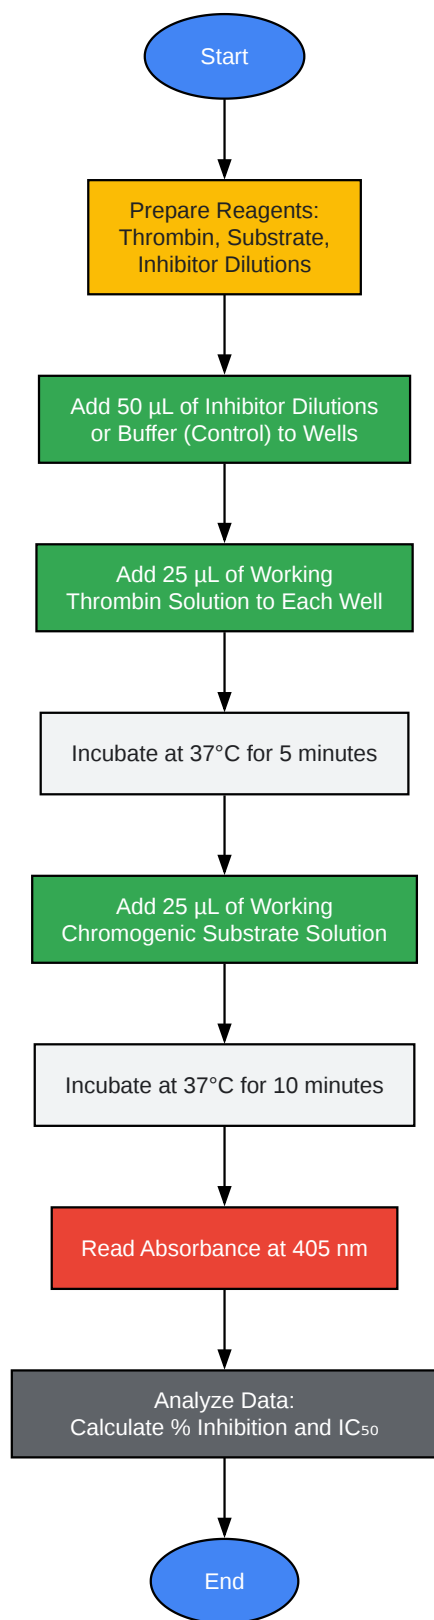 Start
Prepare Reagents:
Thrombin, Substrate,
Inhibitor Dilutions
Add 50 µL of Inhibitor Dilutions
or Buffer (Control) to Wells
Add 25 µL of Working
Thrombin Solution to Each Well
Incubate at 37°C for 5 minutes
Add 25 µL of Working
Chromogenic Substrate Solution
Incubate at 37°C for 10 minutes
Read Absorbance at 405 nm
Analyze Data:
Calculate % Inhibition and IC₅₀
End